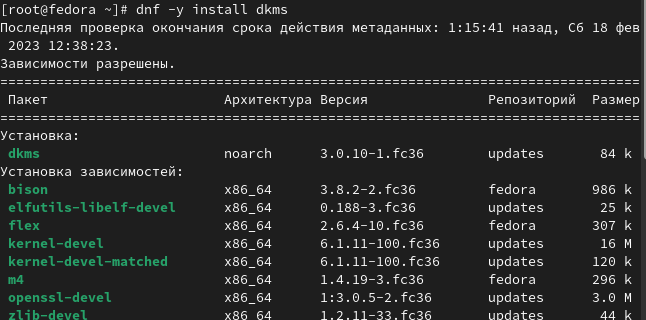 [root@fedora /]# dnf -y install dkms
Последняя проверка окончания срока действия метаданных: 1:15:41 назад, Сб 18 фев
2023 12:38:23.
Зависимости разрешены.
================================================================================
Пакет Архитектура Версия Репозиторий Размер
================================================================================
Установка:
dkms noarch 3.0.10-1.fc36 updates 84 k
Установка зависимостей:
bison x86_64 3.8.2-2.fc36 fedora 986 k
elfutils-libelf-devel x86_64 0.188-3.fc36 updates 25 k
flex x86_64 2.6.4-10.fc36 fedora 307 k
kernel-devel x86_64 6.1.11-100.fc36 updates 16 M
kernel-devel-matched x86_64 6.1.11-100.fc36 updates 120 k
m4 x86_64 1.4.19-3.fc36 fedora 296 k
openssl-devel x86_64 1:3.0.5-2.fc36 updates 3.0 M
zlib-devel x86_64 1.2.11-33.fc36 updates 44 k